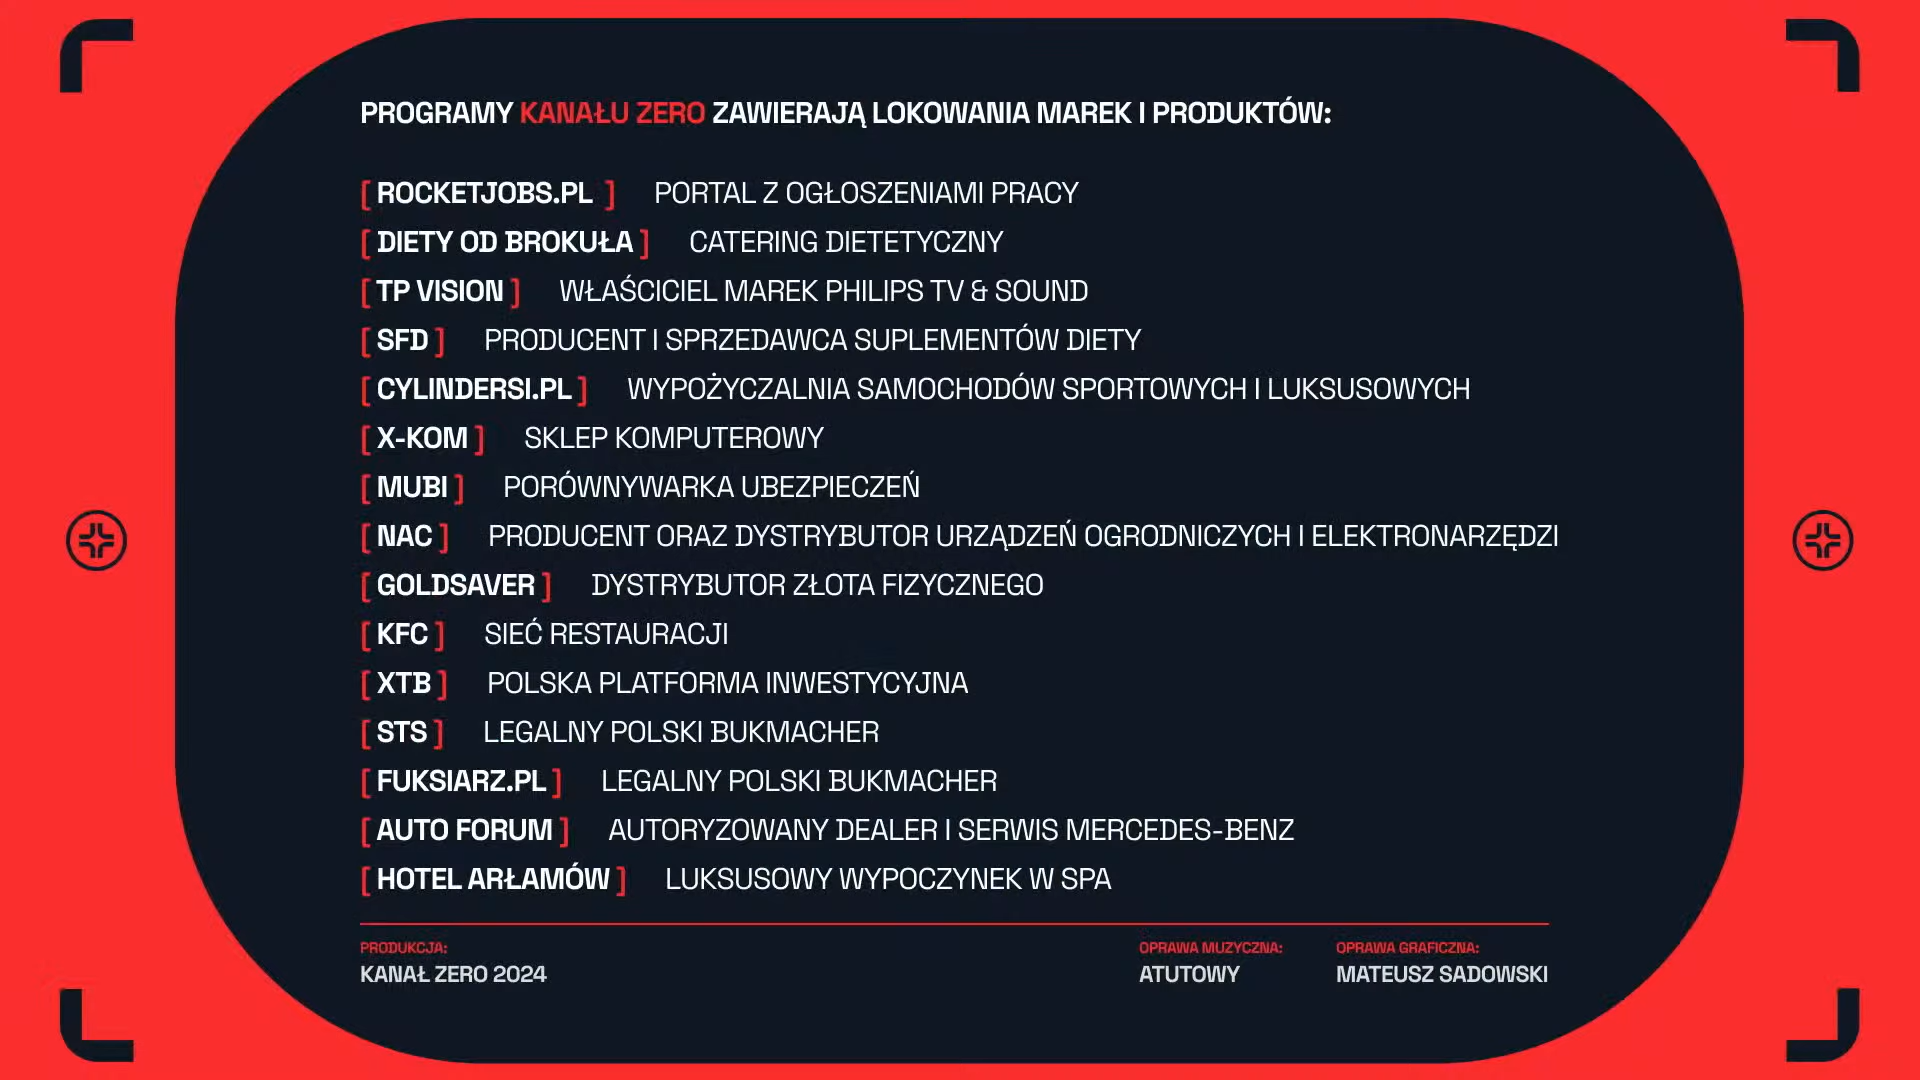 PROGRAMY KANAŁU ZERO ZAWIERAJĄ LOKOWANIA MAREK I PRODUKTÓW:
[ ROCKETJOBS.PL ] PORTAL Z OGŁOSZENIAMI PRACY
[ DIETY OD BROKUŁA ] CATERING DIETETYCZNY
[ TP VISION ] WŁAŚCICIEL MAREK PHILIPS TV & SOUND
[ SFD ] PRODUCENT I SPRZEDAWCA SUPLEMENTÓW DIETY
[ CYLINDERSI.PL ] WYPOŻYCZALNIA SAMOCHODÓW SPORTOWYCH I LUKSUSOWYCH
[ X-KOM ] SKLEP KOMPUTEROWY
[ MUBI ] PORÓWNYWARKA UBEZPIECZEŃ
[ NAC ] PRODUCENT ORAZ DYSTRYBUTOR URZĄDZEŃ OGRODNICZYCH I ELEKTRONARZĘDZI
[ GOLDSAVER ] DYSTRYBUTOR ZŁOTA FIZYCZNEGO
[ KFC ] SIEĆ RESTAURACJI
[ XTB ] POLSKA PLATFORMA INWESTYCYJNA
[ STS ] LEGALNY POLSKI BUKMACHER
[ FUKSIARZ.PL ] LEGALNY POLSKI BUKMACHER
[ AUTO FORUM ] AUTORYZOWANY DEALER I SERWIS MERCEDES-BENZ
[ HOTEL ARŁAMÓW ] LUKSUSOWY WYPOCZYNEK W SPA
PRODUKCJA:
KANAŁ ZERO 2024
OPRAWA MUZYCZNA:
ATUTOWY
OPRAWA GRAFICZNA:
MATEUSZ SADOWSKI